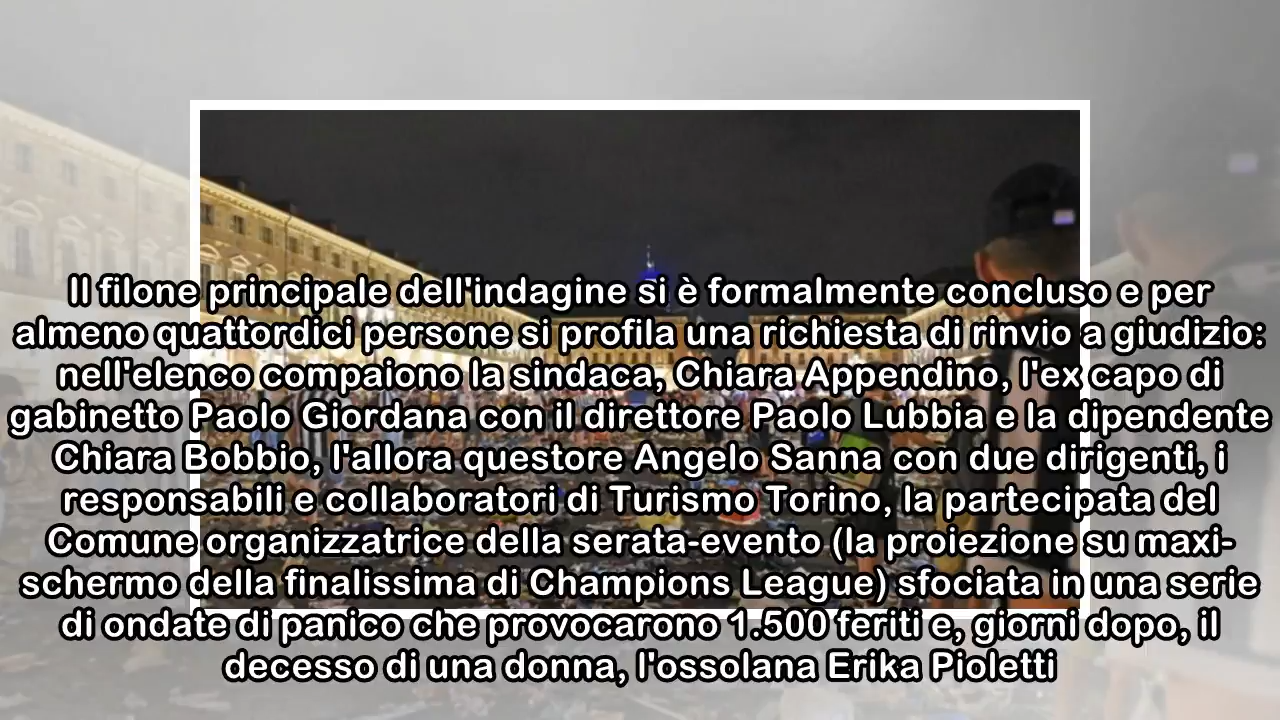 Il filone principale dell'indagine si è formalmente concluso e per
almeno quattordici persone si profila una richiesta di rinvio a giudizio:
nell'elenco compaiono la sindaca, Chiara Appendino, l'ex capo di
gabinetto Paolo Giordana con il direttore Paolo Lubbia e la dipendente
Chiara Bobbio, l'allora questore Angelo Sanna con due dirigenti, i
responsabili e collaboratori di Turismo Torino, la partecipata del
Comune organizzatrice della serata-evento (la proiezione su maxi-
schermo della finalissima di Champions League) sfociata in una serie
di ondate di panico che provocarono 1.500 feriti e, giorni dopo, il
decesso di una donna, l'ossolana Erika Pioletti